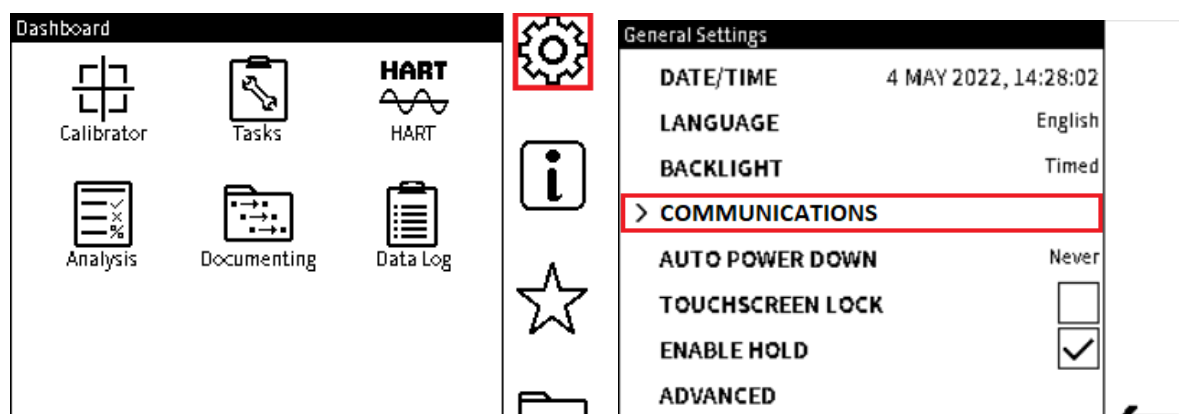 Dashboard
HART
Calibrator Tasks HART
Analysis Documenting Data Log
General Settings
DATE/TIME 4 MAY 2022, 14:28:02
LANGUAGE English
BACKLIGHT Timed
> COMMUNICATIONS
AUTO POWER DOWN Never
TOUCHSCREEN LOCK
ENABLE HOLD
ADVANCED